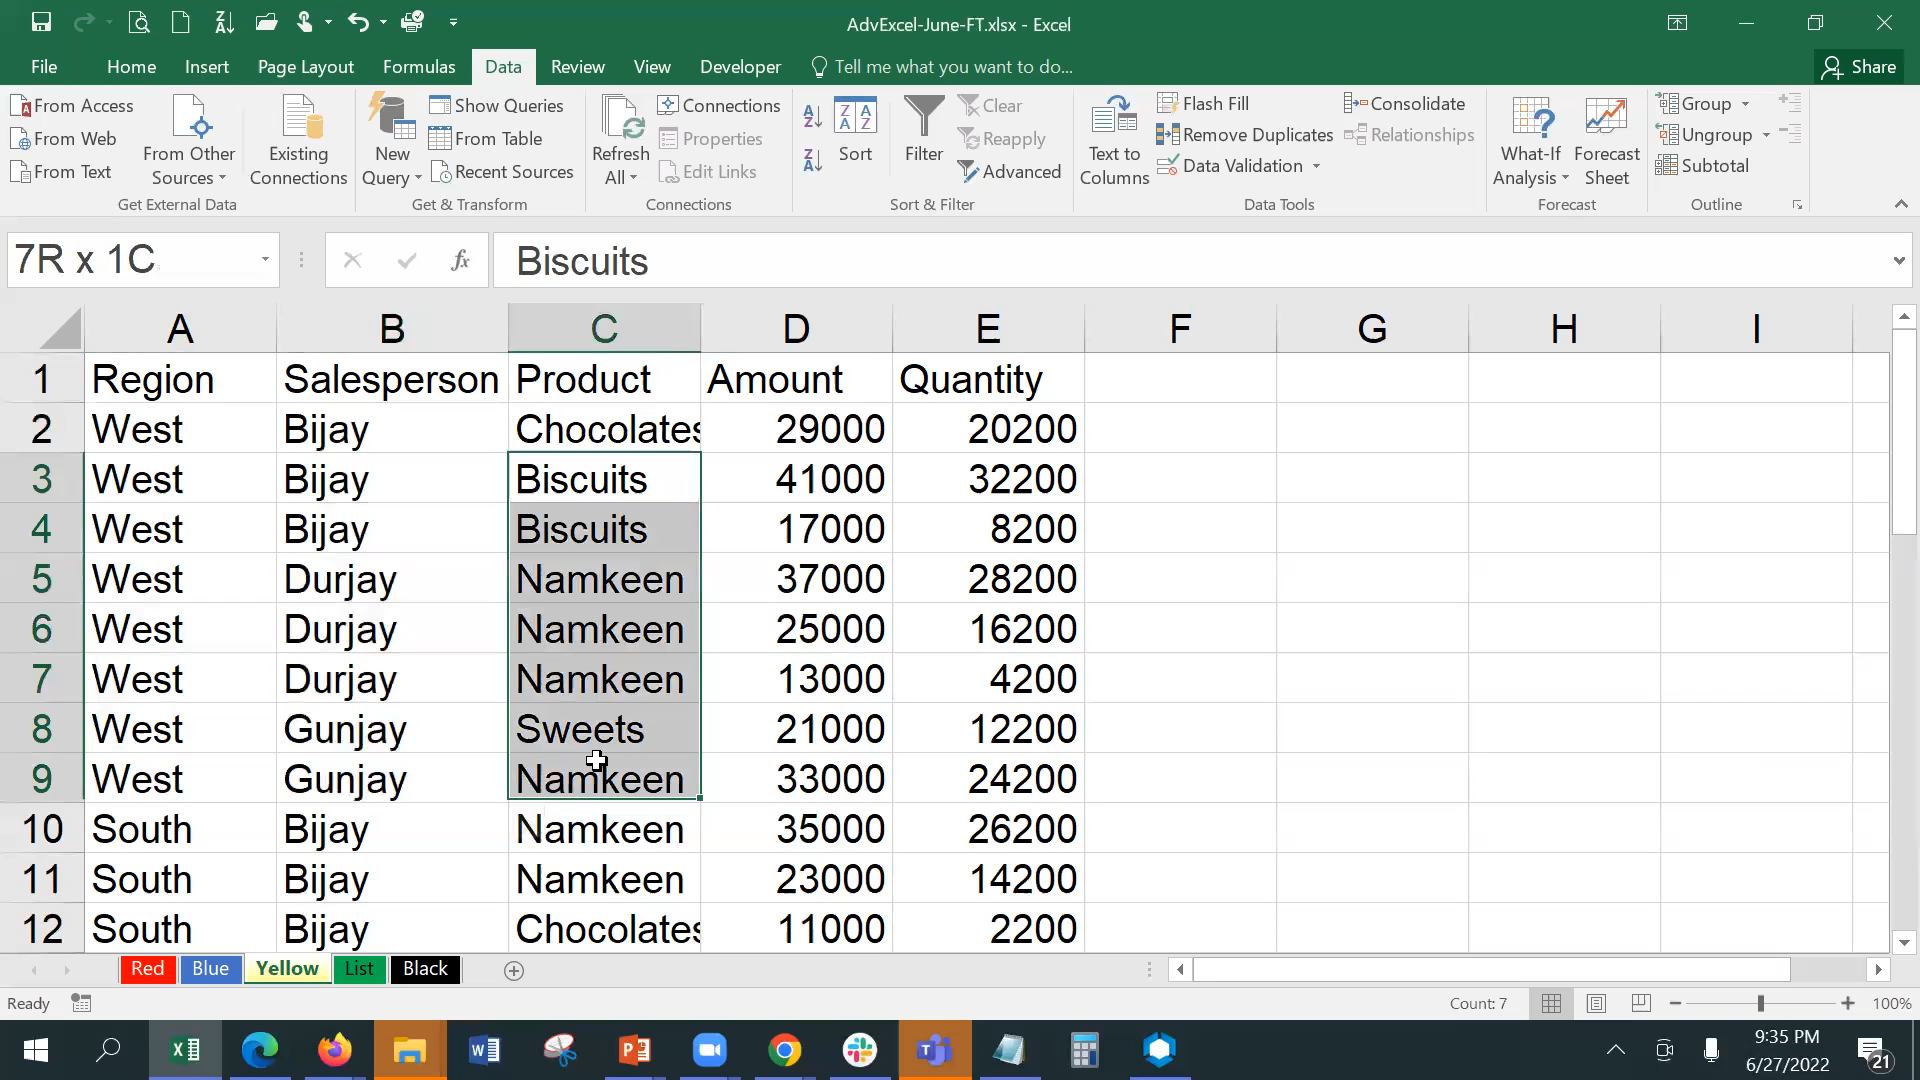 AdvExcel-June-FT.xlsx - Excel
File Home Insert Page Layout Formulas Data Review View Developer Tell me what you want to do... Share
From Access
From Web
From Text
From Other Sources
Existing Connections
Get External Data
New Query
Show Queries
From Table
Recent Sources
Get & Transform
Refresh All
Connections
Properties
Edit Links
Connections
Sort
Filter
Clear
Reapply
Advanced
Sort & Filter
Text to Columns
Flash Fill
Remove Duplicates
Data Validation
Consolidate
Relationships
Data Tools
What-If Analysis
Forecast Sheet
Forecast
Group
Ungroup
Subtotal
Outline
7R x 1C fx Biscuits
A B C D E F G H I
1 Region Salesperson Product Amount Quantity
2 West Bijay Chocolates 29000 20200
3 West Bijay Biscuits 41000 32200
4 West Bijay Biscuits 17000 8200
5 West Durjay Namkeen 37000 28200
6 West Durjay Namkeen 25000 16200
7 West Durjay Namkeen 13000 4200
8 West Gunjay Sweets 21000 12200
9 West Gunjay Namkeen 33000 24200
10 South Bijay Namkeen 35000 26200
11 South Bijay Namkeen 23000 14200
12 South Bijay Chocolates 11000 2200
Red Blue Yellow List Black
Ready Count: 7 100%
9:35 PM
6/27/2022
21